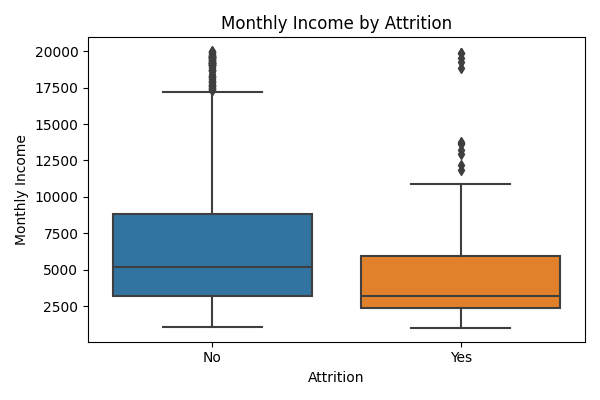 Monthly Income by Attrition
20000
17500
15000
12500
10000
7500
5000
2500
Monthly Income
No
Yes
Attrition